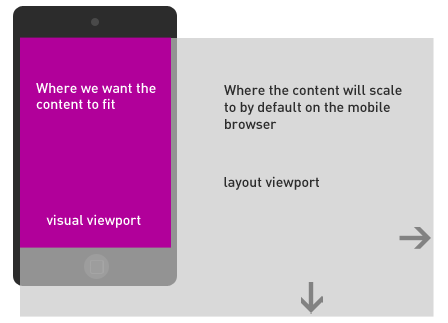 Where we want the
content to fit
visual viewport
Where the content will scale
to by default on the mobile
browser
layout viewport